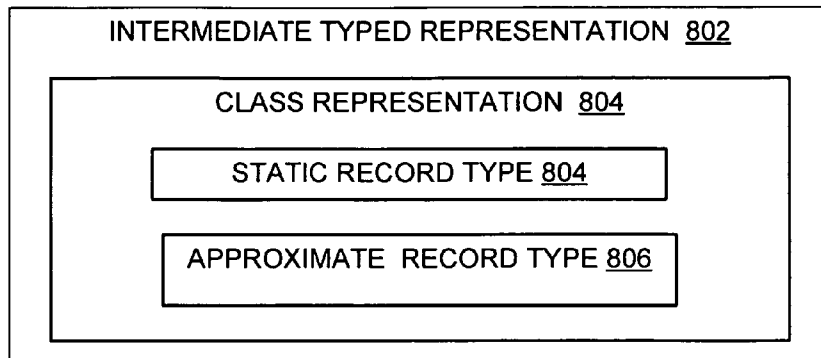 INTERMEDIATE TYPED REPRESENTATION 802
CLASS REPRESENTATION 804
STATIC RECORD TYPE 804
APPROXIMATE RECORD TYPE 806